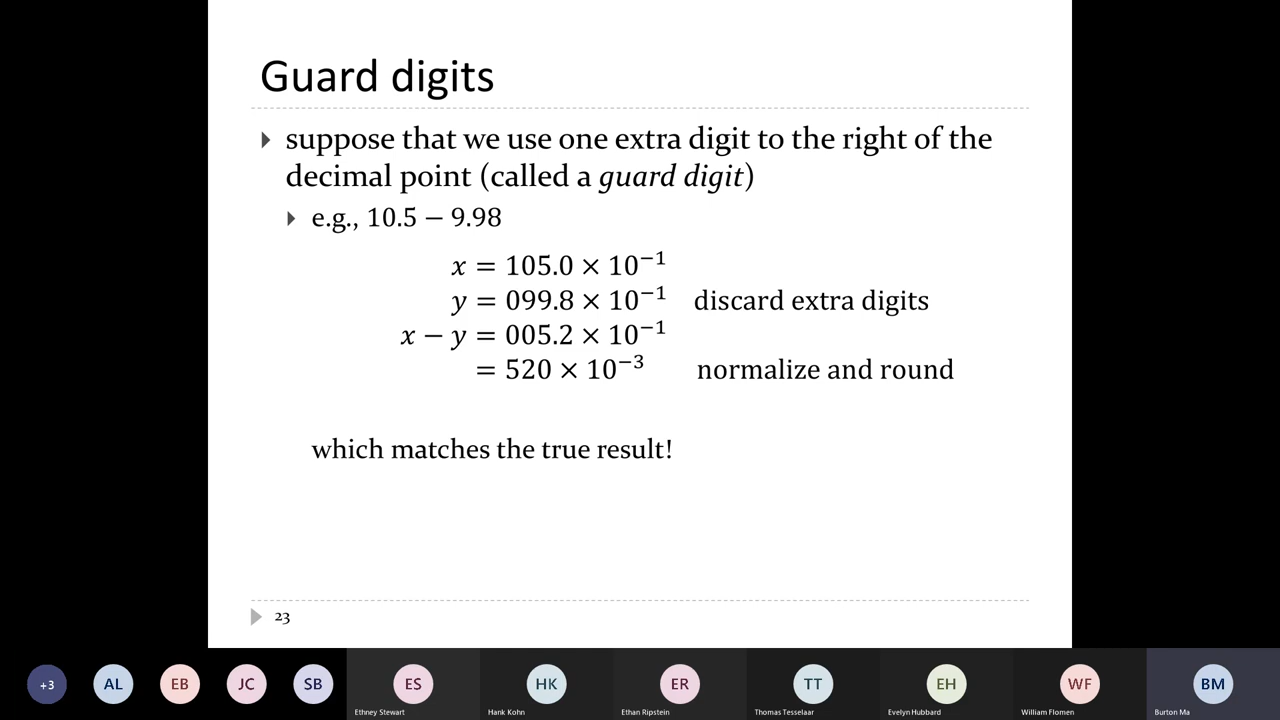 Guard digits
suppose that we use one extra digit to the right of the
decimal point (called a guard digit)
e.g., 10.5 − 9.98
x = 105.0 × 10⁻¹
y = 099.8 × 10⁻¹ discard extra digits
x − y = 005.2 × 10⁻¹
= 520 × 10⁻³ normalize and round
which matches the true result!
23
+3 AL EB JC SB ES HK ER TT EH WF BM
Ethney Stewart Hank Kohn Ethan Ripstein Thomas Tesselaar Evelyn Hubbard William Flomen Burton Ma